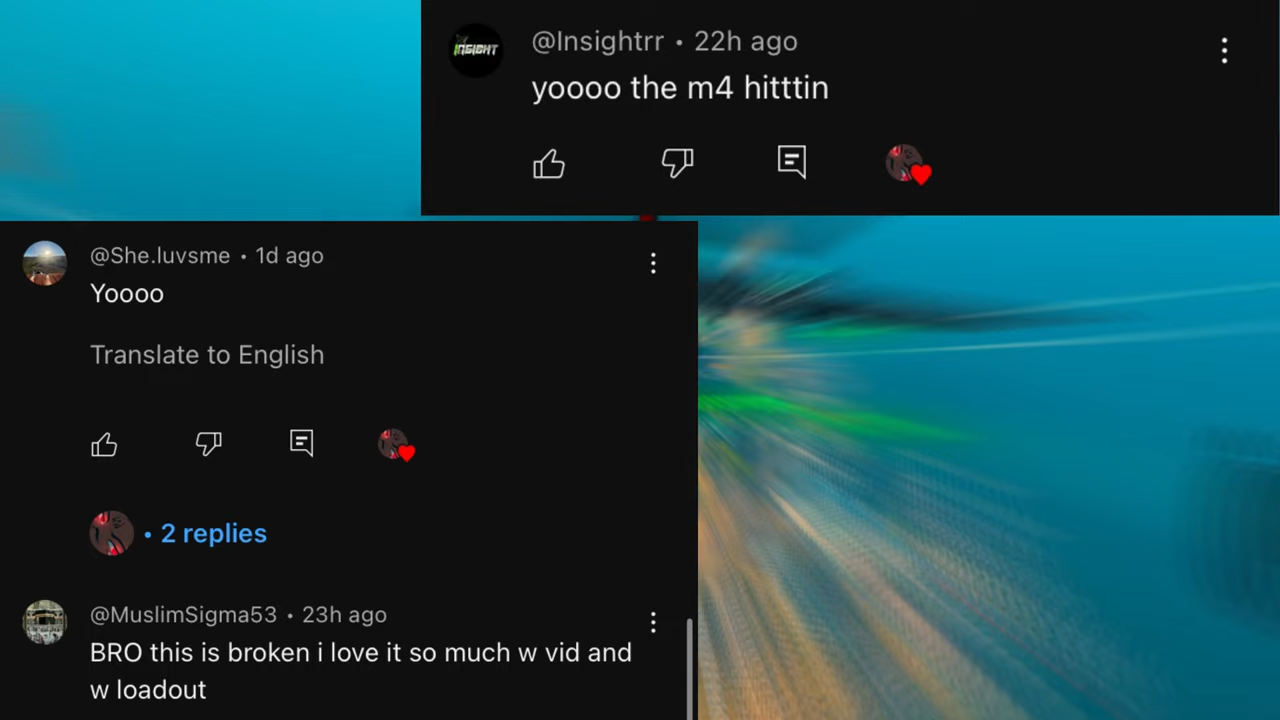 INSIGHT
@Insightrr • 22h ago
yoooo the m4 hitttin
@She.luvsme • 1d ago
Yoooo
Translate to English
• 2 replies
@MuslimSigma53 • 23h ago
BRO this is broken i love it so much w vid and
w loadout